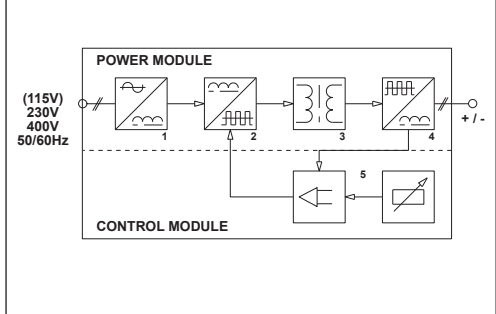 POWER MODULE
(115V)
230V
400V
50/60Hz
1
2
3
4
+ / -
5
CONTROL MODULE